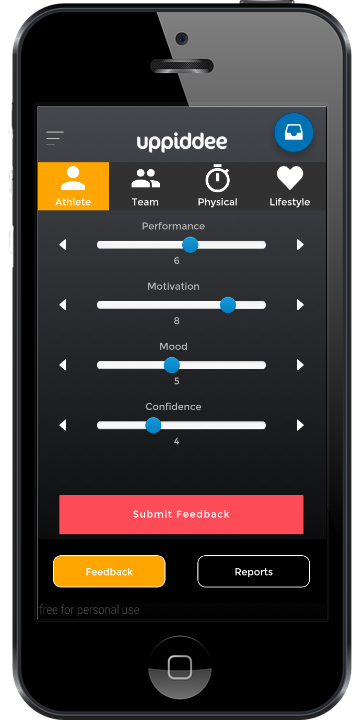 uppiddee
Athlete Team Physical Lifestyle
Performance
6
Motivation
8
Mood
5
Confidence
4
Submit Feedback
Feedback Reports
free for personal use